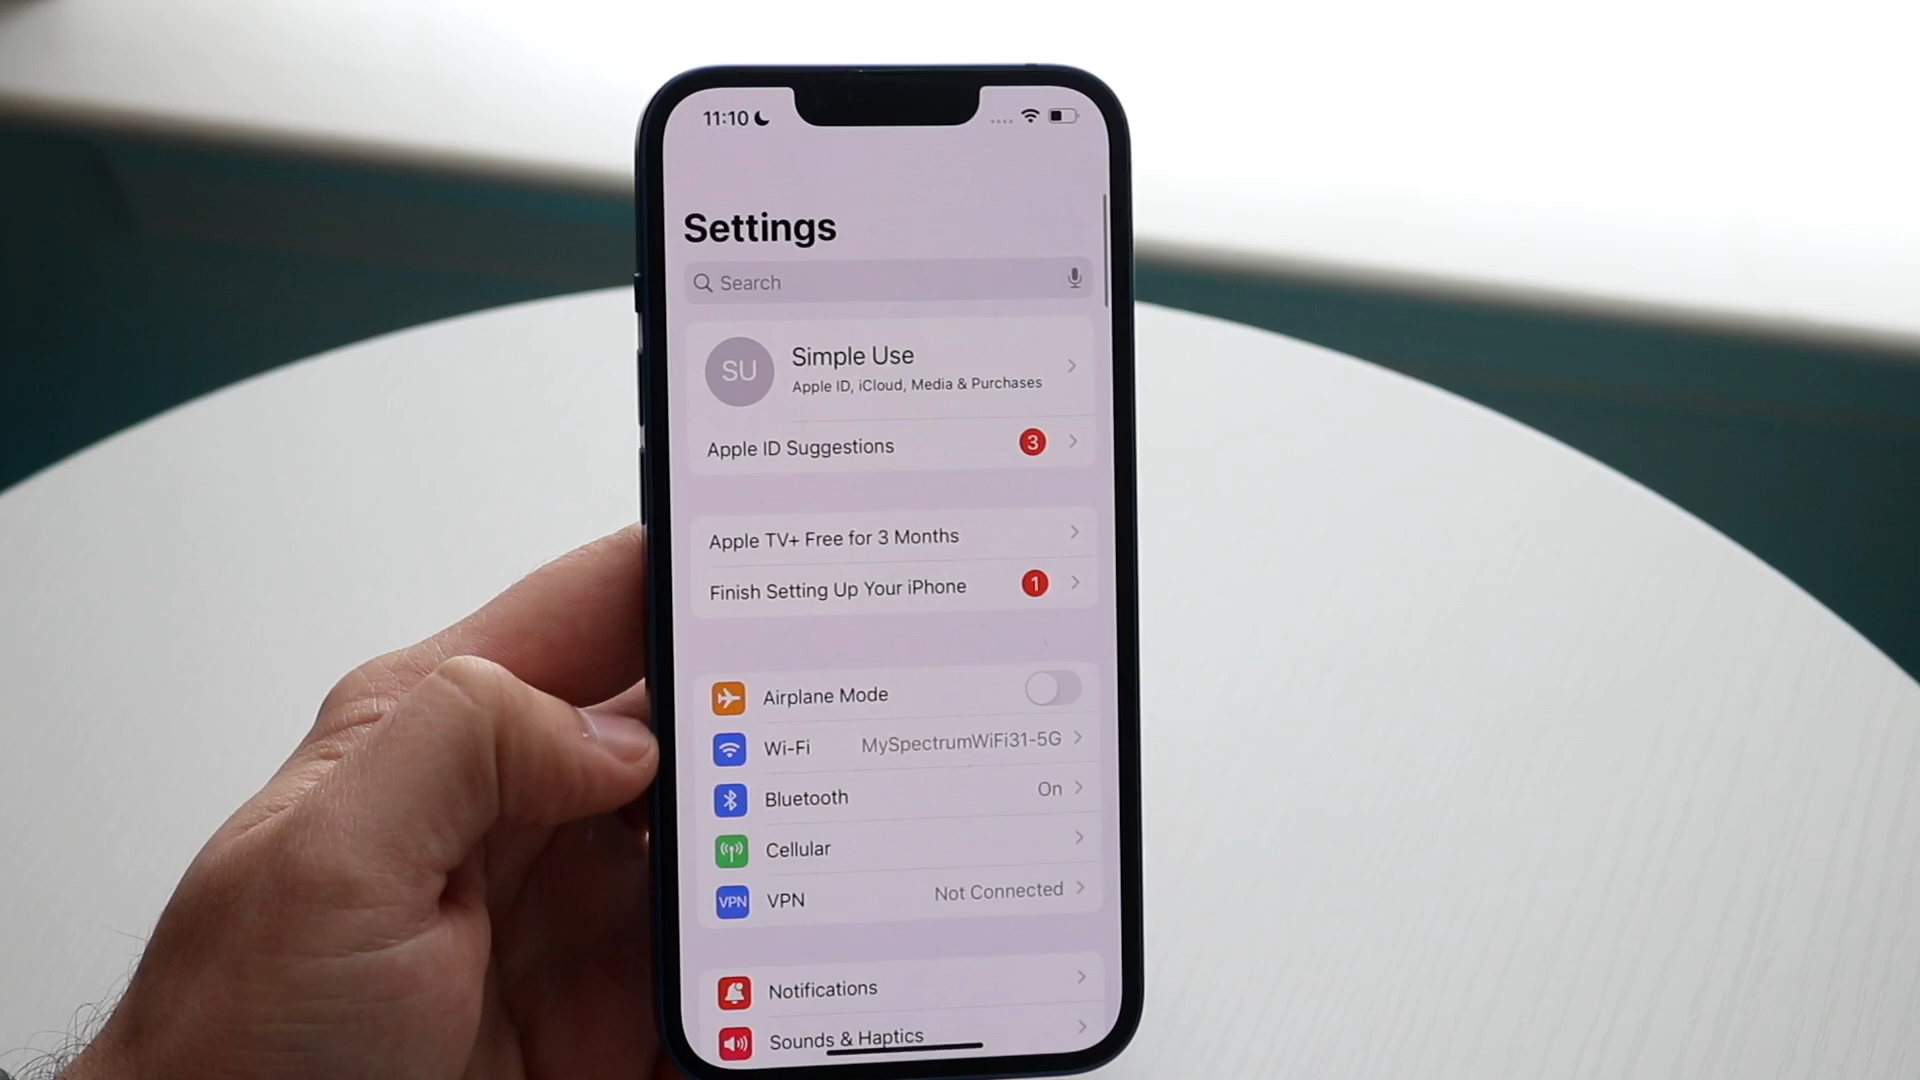 11:10
Settings
Search
SU
Simple Use
Apple ID, iCloud, Media & Purchases
Apple ID Suggestions 3
Apple TV+ Free for 3 Months
Finish Setting Up Your iPhone 1
Airplane Mode
Wi-Fi MySpectrumWiFi31-5G
Bluetooth On
Cellular
VPN VPN Not Connected
Notifications
Sounds & Haptics